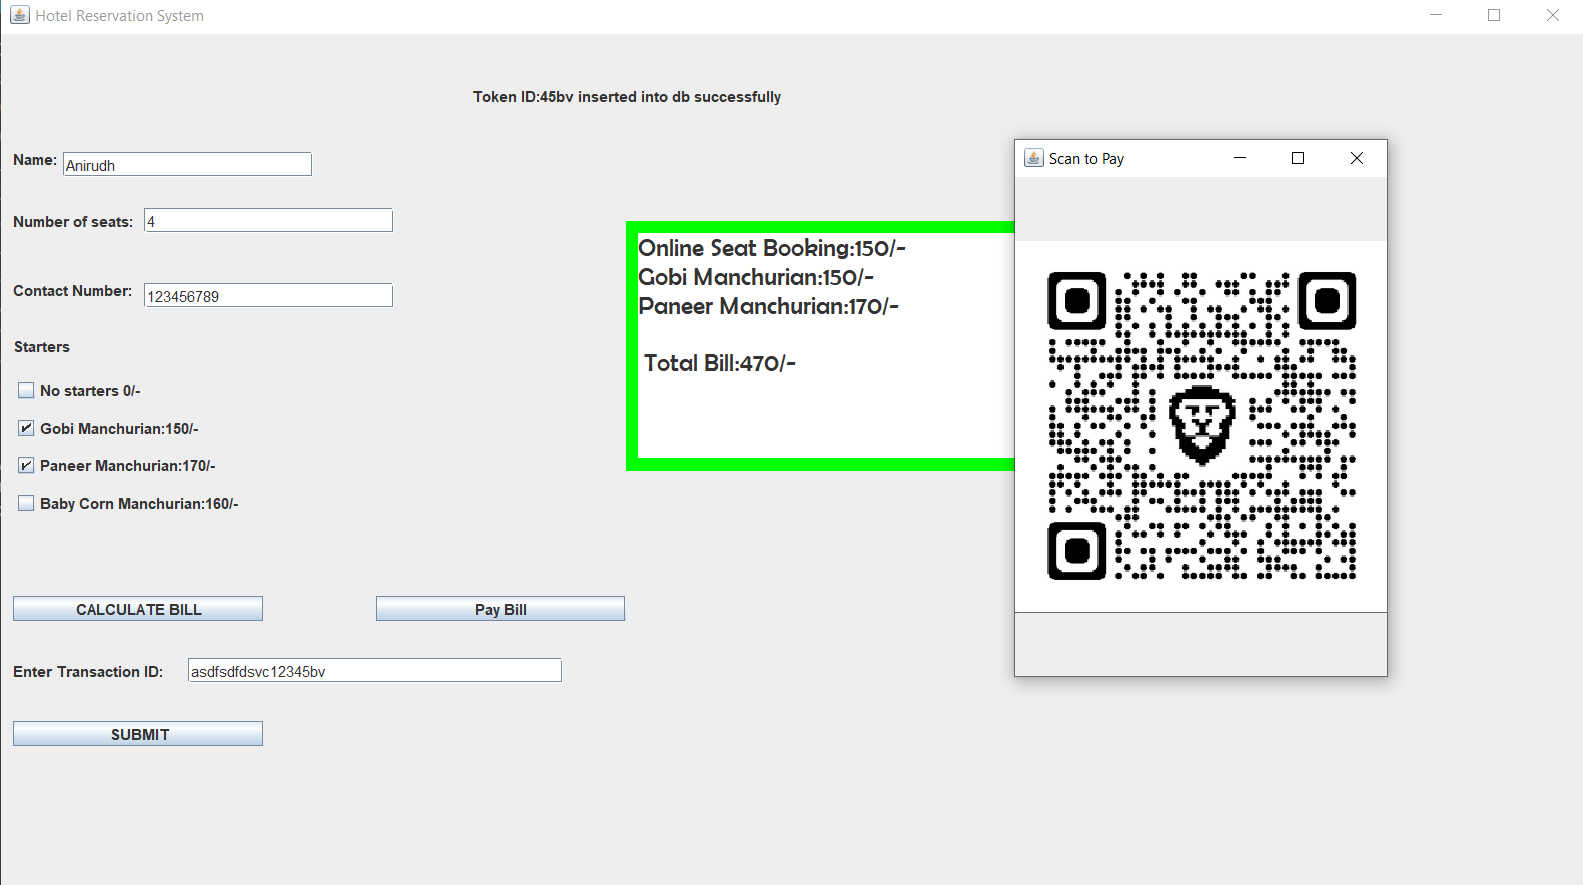 Hotel Reservation System
Token ID:45bv inserted into db successfully
Name: Anirudh
Number of seats: 4
Contact Number: 123456789
Starters
No starters 0/-
Gobi Manchurian:150/-
Paneer Manchurian:170/-
Baby Corn Manchurian:160/-
CALCULATE BILL
Pay Bill
Enter Transaction ID: asdfsdfdsvc12345bv
SUBMIT
Online Seat Booking:150/-
Gobi Manchurian:150/-
Paneer Manchurian:170/-
Total Bill:470/-
Scan to Pay